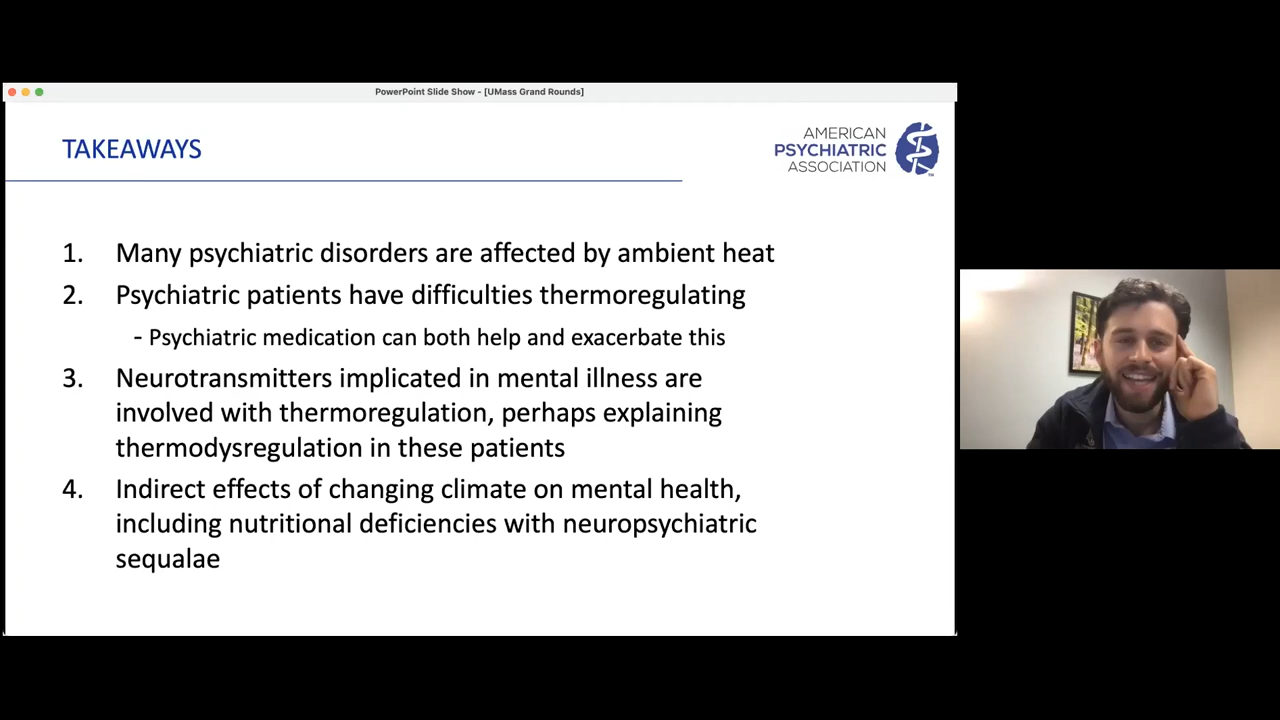 PowerPoint Slide Show - [UMass Grand Rounds]
TAKEAWAYS
AMERICAN
PSYCHIATRIC
ASSOCIATION
TM
1. Many psychiatric disorders are affected by ambient heat
2. Psychiatric patients have difficulties thermoregulating
- Psychiatric medication can both help and exacerbate this
3. Neurotransmitters implicated in mental illness are
involved with thermoregulation, perhaps explaining
thermodysregulation in these patients
4. Indirect effects of changing climate on mental health,
including nutritional deficiencies with neuropsychiatric
sequalae